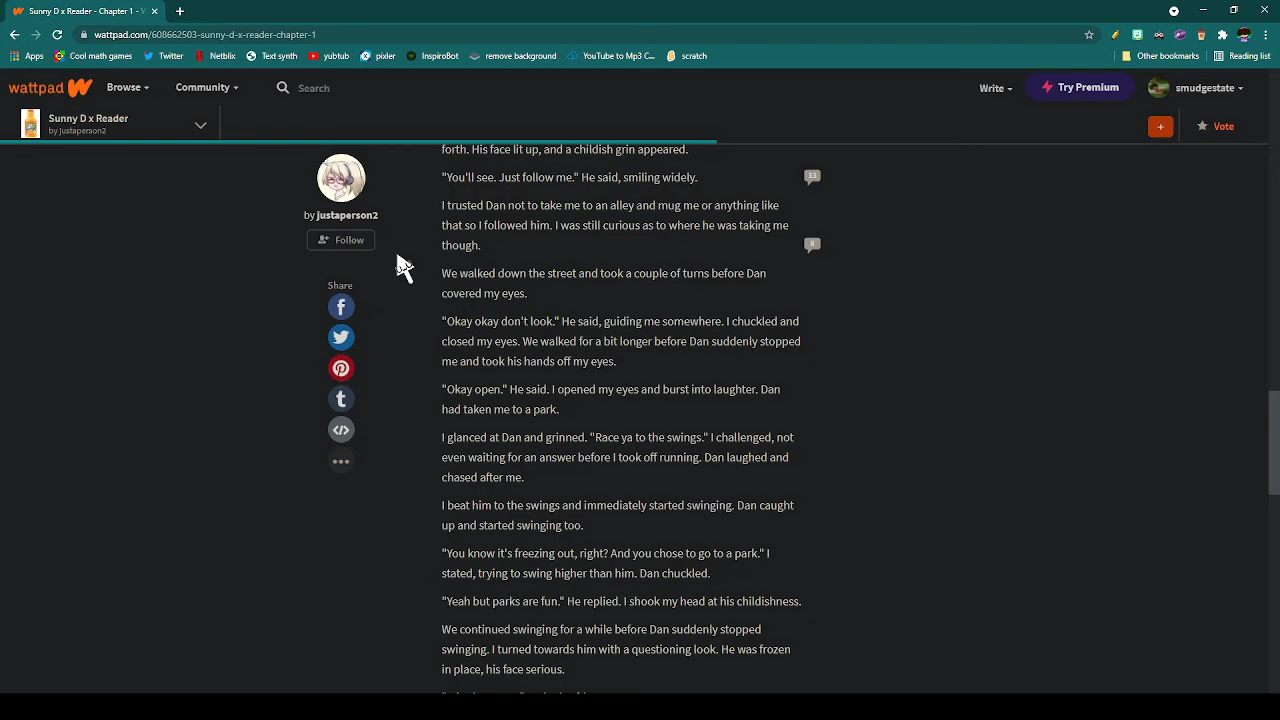 Sunny D x Reader - Chapter 1 - V
wattpad.com/608662503-sunny-d-x-reader-chapter-1
Apps
Cool math games
Twitter
Netblix
Text synth
yubtub
pixler
InspiroBot
remove background
YouTube to Mp3 C...
scratch
Other bookmarks
Reading list
wattpad
Browse
Community
Search
Write
Try Premium
smudgestate
Sunny D x Reader
by justaperson2
+
Vote
by justaperson2
Follow
Share
forth. His face lit up, and a childish grin appeared.
"You'll see. Just follow me." He said, smiling widely.
13
I trusted Dan not to take me to an alley and mug me or anything like
that so I followed him. I was still curious as to where he was taking me
though.
8
We walked down the street and took a couple of turns before Dan
covered my eyes.
"Okay okay don't look." He said, guiding me somewhere. I chuckled and
closed my eyes. We walked for a bit longer before Dan suddenly stopped
me and took his hands off my eyes.
"Okay open." He said. I opened my eyes and burst into laughter. Dan
had taken me to a park.
I glanced at Dan and grinned. "Race ya to the swings." I challenged, not
even waiting for an answer before I took off running. Dan laughed and
chased after me.
I beat him to the swings and immediately started swinging. Dan caught
up and started swinging too.
"You know it's freezing out, right? And you chose to go to a park." I
stated, trying to swing higher than him. Dan chuckled.
"Yeah but parks are fun." He replied. I shook my head at his childishness.
We continued swinging for a while before Dan suddenly stopped
swinging. I turned towards him with a questioning look. He was frozen
in place, his face serious.